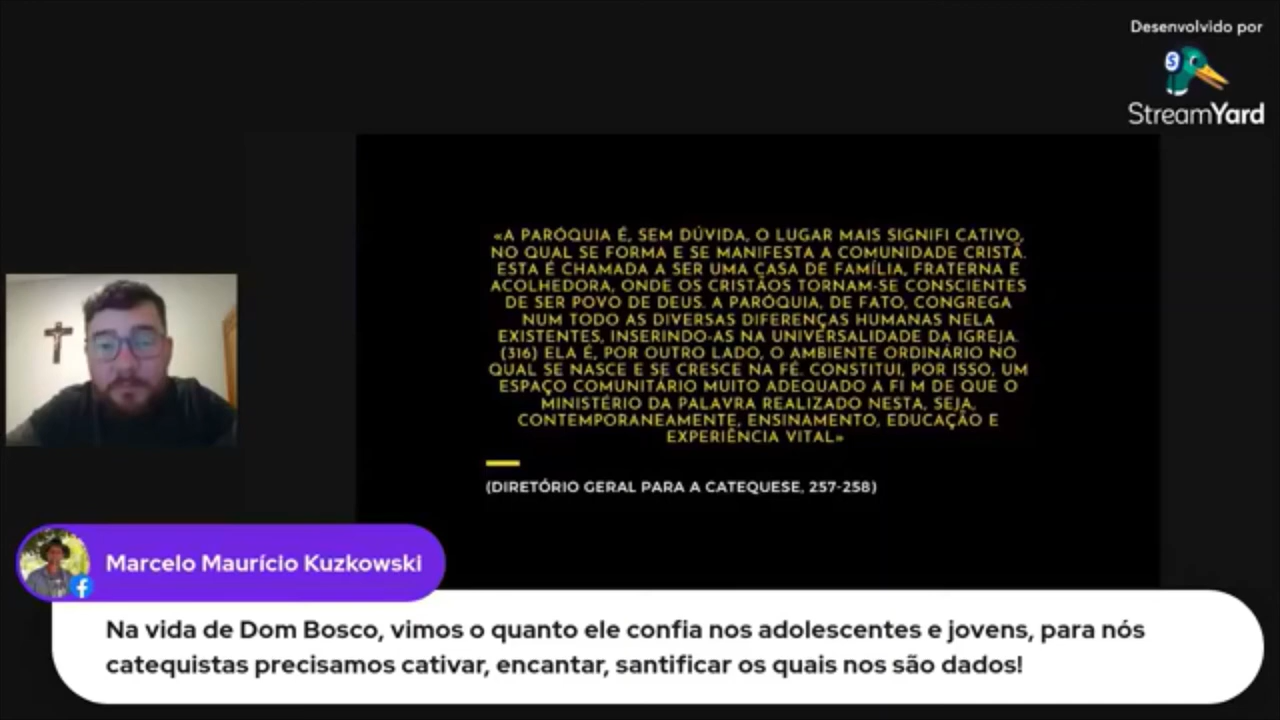 Desenvolvido por
StreamYard
«A PARÓQUIA É, SEM DÚVIDA, O LUGAR MAIS SIGNIFI CATIVO,
NO QUAL SE FORMA E SE MANIFESTA A COMUNIDADE CRISTÃ.
ESTA É CHAMADA A SER UMA CASA DE FAMÍLIA, FRATERNA E
ACOLHEDORA, ONDE OS CRISTÃOS TORNAM-SE CONSCIENTES
DE SER POVO DE DEUS. A PARÓQUIA, DE FATO, CONGREGA
NUM TODO AS DIVERSAS DIFERENÇAS HUMANAS NELA
EXISTENTES, INSERINDO-AS NA UNIVERSALIDADE DA IGREJA.
(316) ELA É, POR OUTRO LADO, O AMBIENTE ORDINÁRIO NO
QUAL SE NASCE E SE CRESCE NA FÉ. CONSTITUI, POR ISSO, UM
ESPAÇO COMUNITÁRIO MUITO ADEQUADO A FI M DE QUE O
MINISTÉRIO DA PALAVRA REALIZADO NESTA, SEJA,
CONTEMPORANEAMENTE, ENSINAMENTO, EDUCAÇÃO E
EXPERIÊNCIA VITAL»
(DIRETÓRIO GERAL PARA A CATEQUESE, 257-258)
Marcelo Maurício Kuzkowski
Na vida de Dom Bosco, vimos o quanto ele confia nos adolescentes e jovens, para nós
catequistas precisamos cativar, encantar, santificar os quais nos são dados!